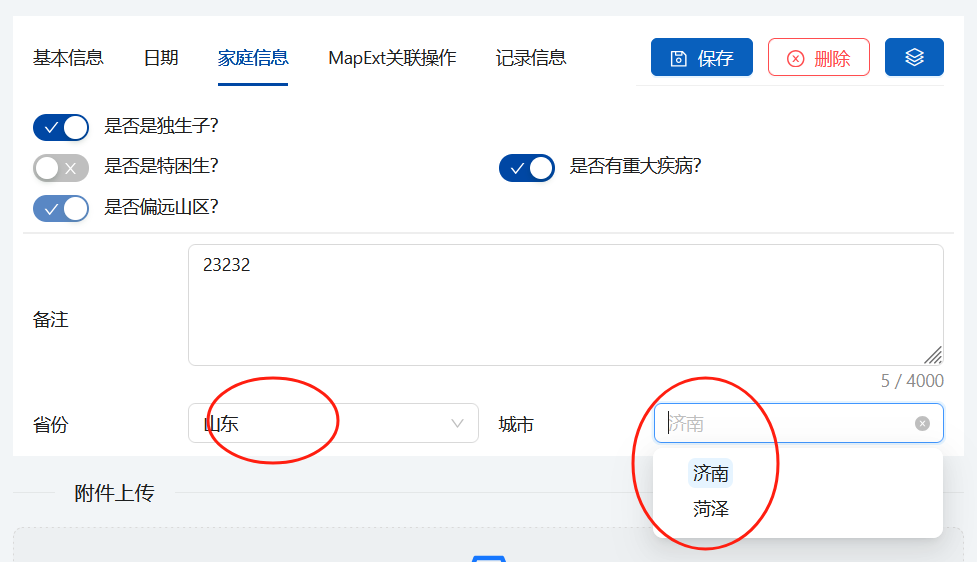 基本信息 日期 家庭信息 MapExt关联操作 记录信息 保存 删除
是否是独生子?
是否是特困生? 是否有重大疾病?
是否偏远山区?
23232
备注
5 / 4000
省份 山东 城市 济南
济南
菏泽
附件上传